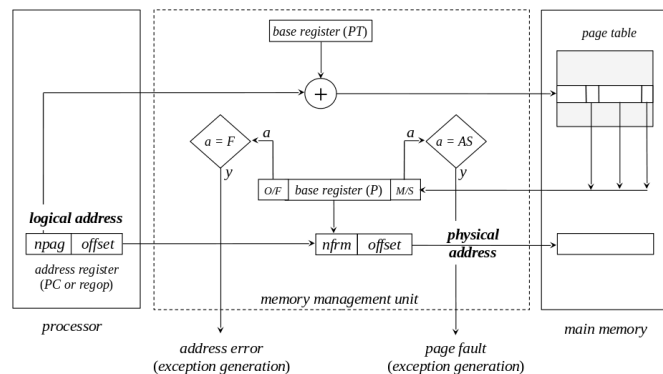 base register (PT)
page table
+
a = F
a
a
a = AS
y
y
O/F
base register (P)
M/S
logical address
npag
offset
nfrm
offset
physical
address
address register
(PC or regop)
memory management unit
processor
main memory
address error
(exception generation)
page fault
(exception generation)